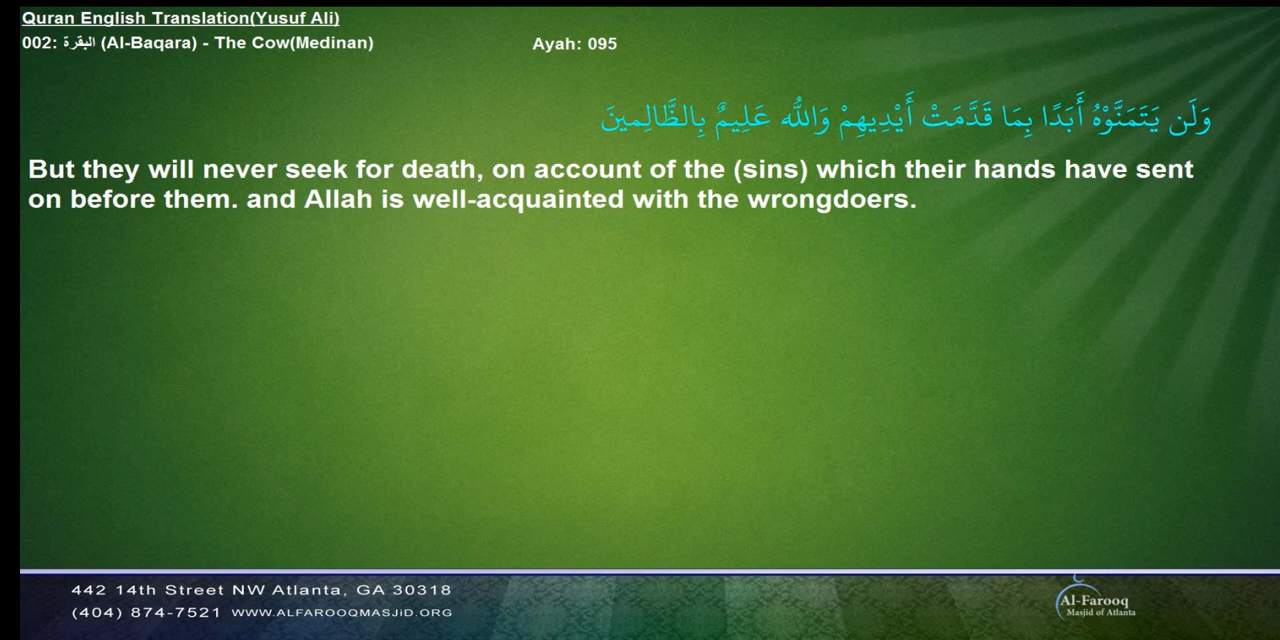 Quran English Translation(Yusuf Ali)
002: البقرة (Al-Baqara) - The Cow(Medinan)
Ayah: 095
وَلَن يَتَمَنَّوْهُ أَبَدًا بِمَا قَدَّمَتْ أَيْدِيهِمْ وَاللَّه عَلِيمٌ بِالظَّالِمينَ
But they will never seek for death, on account of the (sins) which their hands have sent
on before them. and Allah is well-acquainted with the wrongdoers.
442 14th Street NW Atlanta, GA 30318
(404) 874-7521 WWW.ALFAROOQMASJiD.ORG
Al-Farooq
Masjid of Atlanta